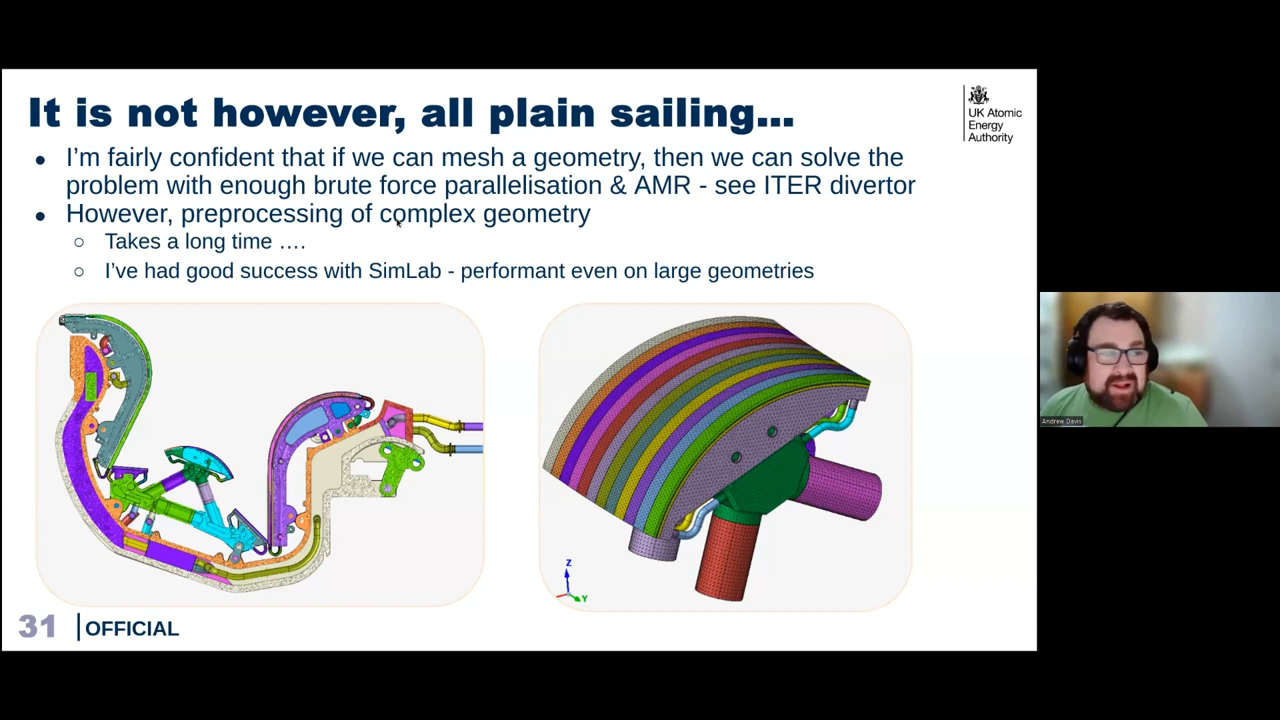 It is not however, all plain sailing...
UK Atomic
Energy
Authority
● I’m fairly confident that if we can mesh a geometry, then we can solve the
problem with enough brute force parallelisation & AMR - see ITER divertor
● However, preprocessing of complex geometry
○ Takes a long time ….
○ I’ve had good success with SimLab - performant even on large geometries
Z
Y
Andrew Davis
31 OFFICIAL